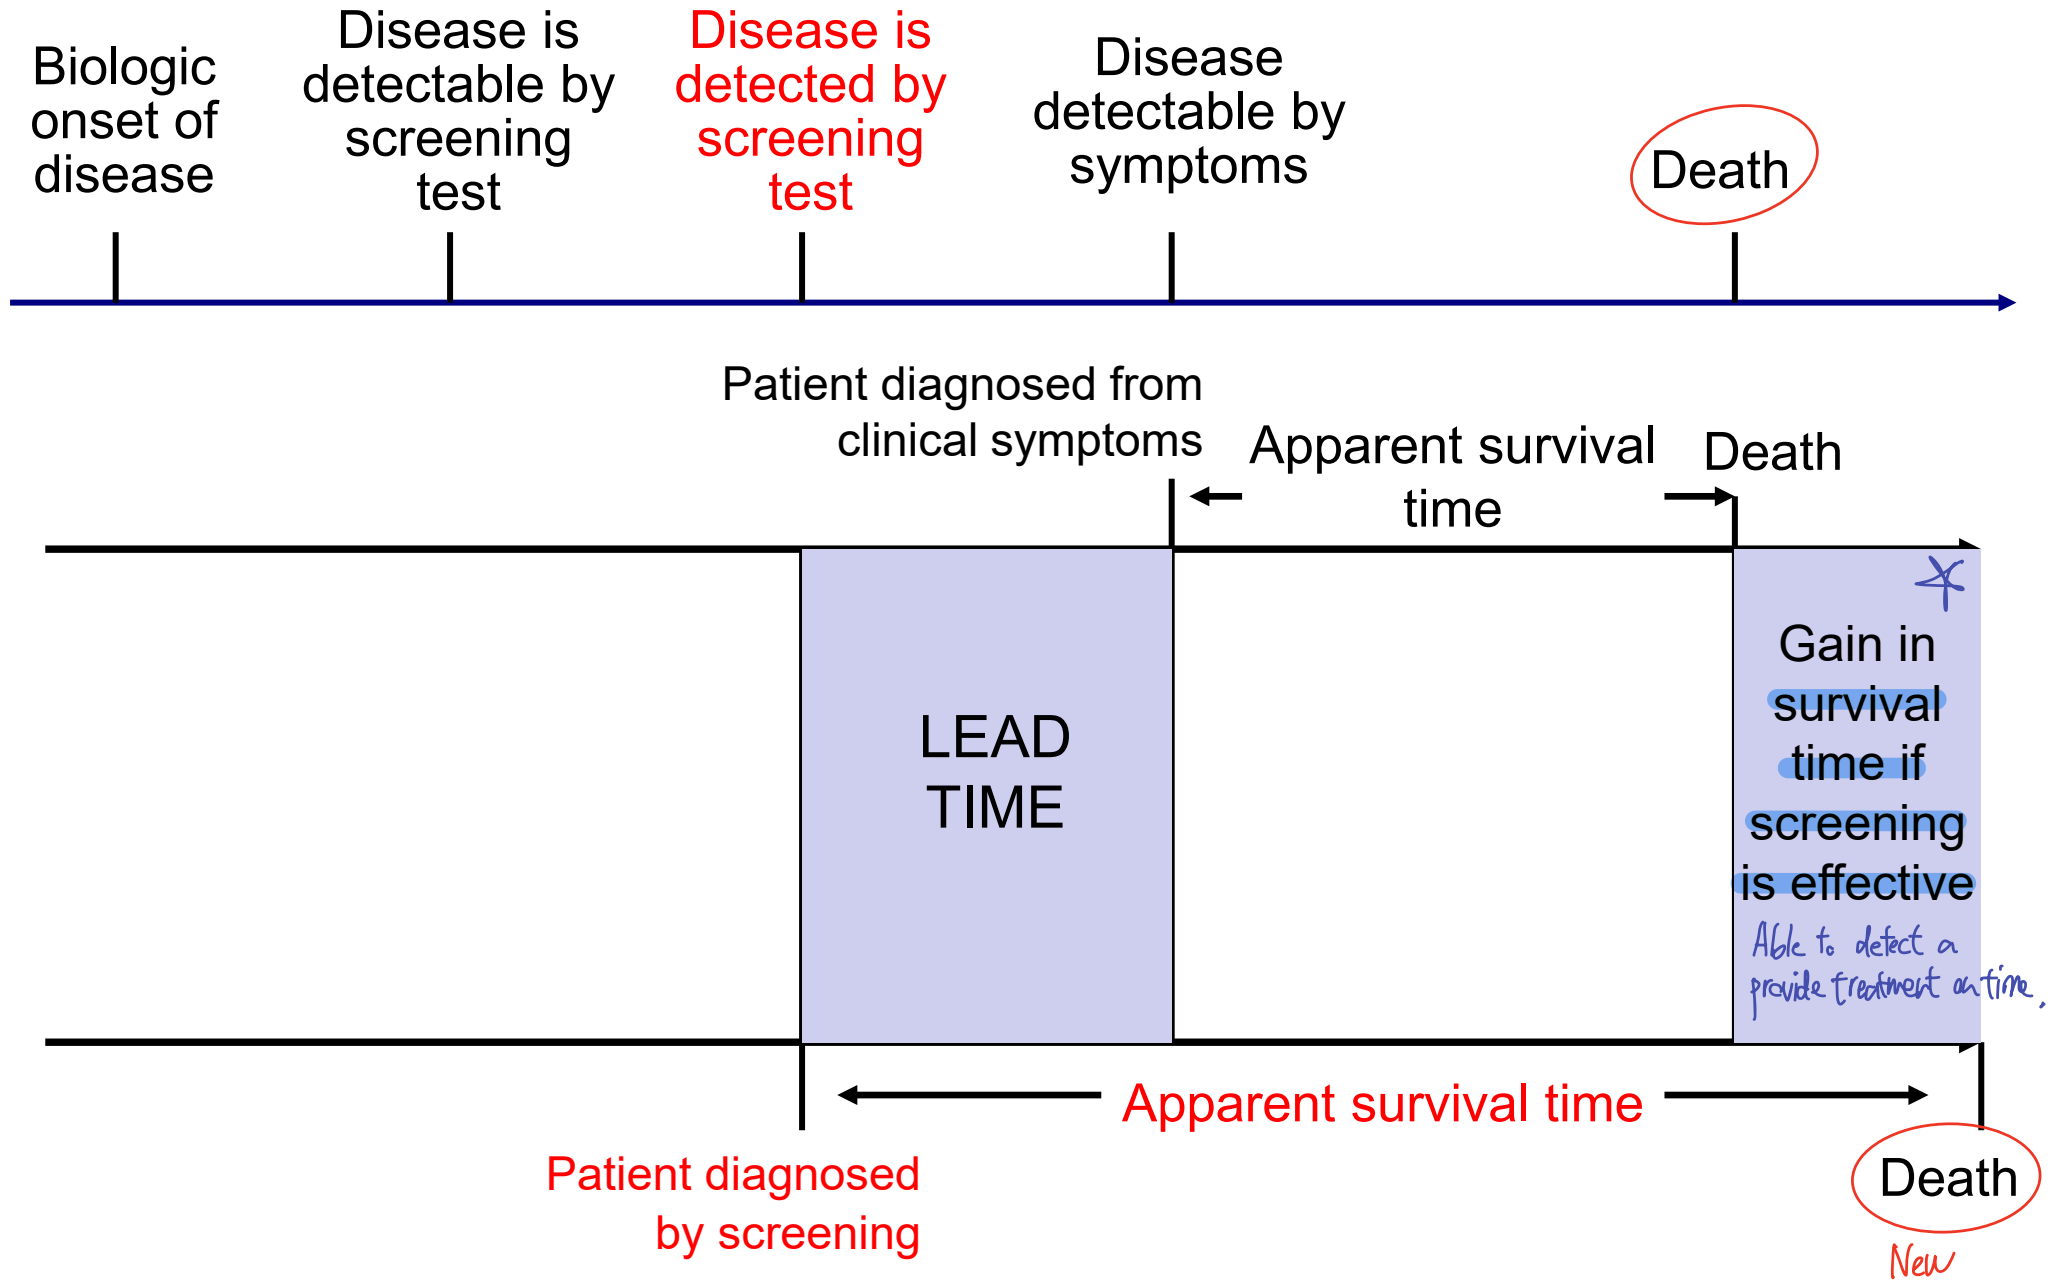 Biologic
onset of
disease
Disease is
detectable by
screening
test
Disease is
detected by
screening
test
Disease
detectable by
symptoms
Death
Patient diagnosed from
clinical symptoms
Apparent survival
time
Death
LEAD
TIME
Gain in
survival
time if
screening
is effective
Able to detect a
provide treatment on time.
Apparent survival time
Patient diagnosed
by screening
Death
New